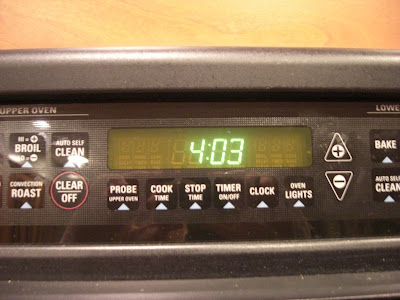 UPPER OVEN
LOWE
HI = +
BROIL
LO = -
AUTO SELF
CLEAN
4:03
+
BAKE
CONVECTION
ROAST
CLEAR
OFF
PROBE
UPPER OVEN
COOK
TIME
STOP
TIME
TIMER
ON/OFF
CLOCK
OVEN
LIGHTS
-
AUTO SELF
CLEAN